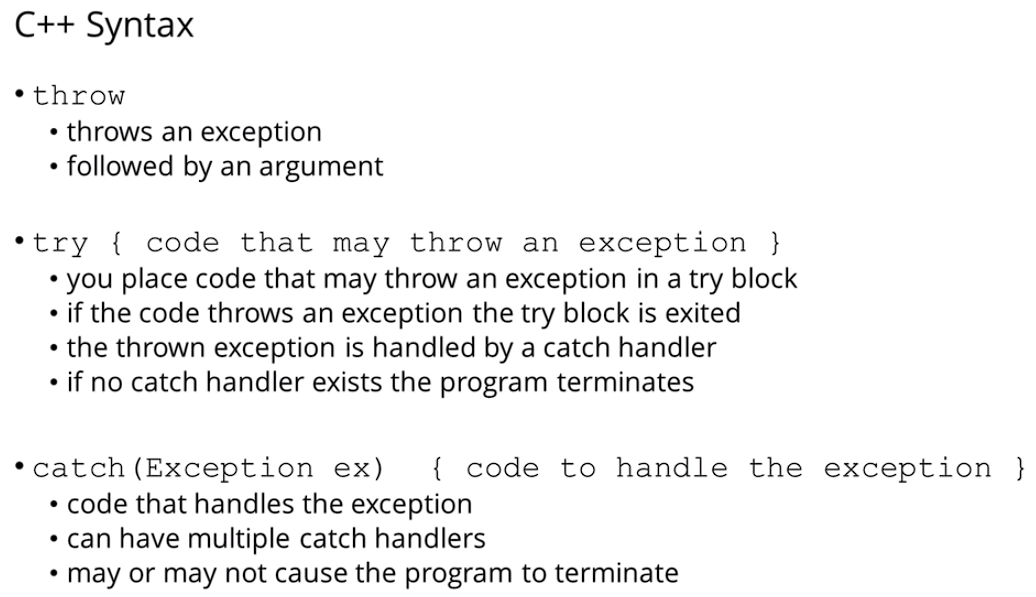 C++ Syntax
• throw
• throws an exception
• followed by an argument
• try { code that may throw an exception }
• you place code that may throw an exception in a try block
• if the code throws an exception the try block is exited
• the thrown exception is handled by a catch handler
• if no catch handler exists the program terminates
• catch(Exception ex) { code to handle the exception }
• code that handles the exception
• can have multiple catch handlers
• may or may not cause the program to terminate